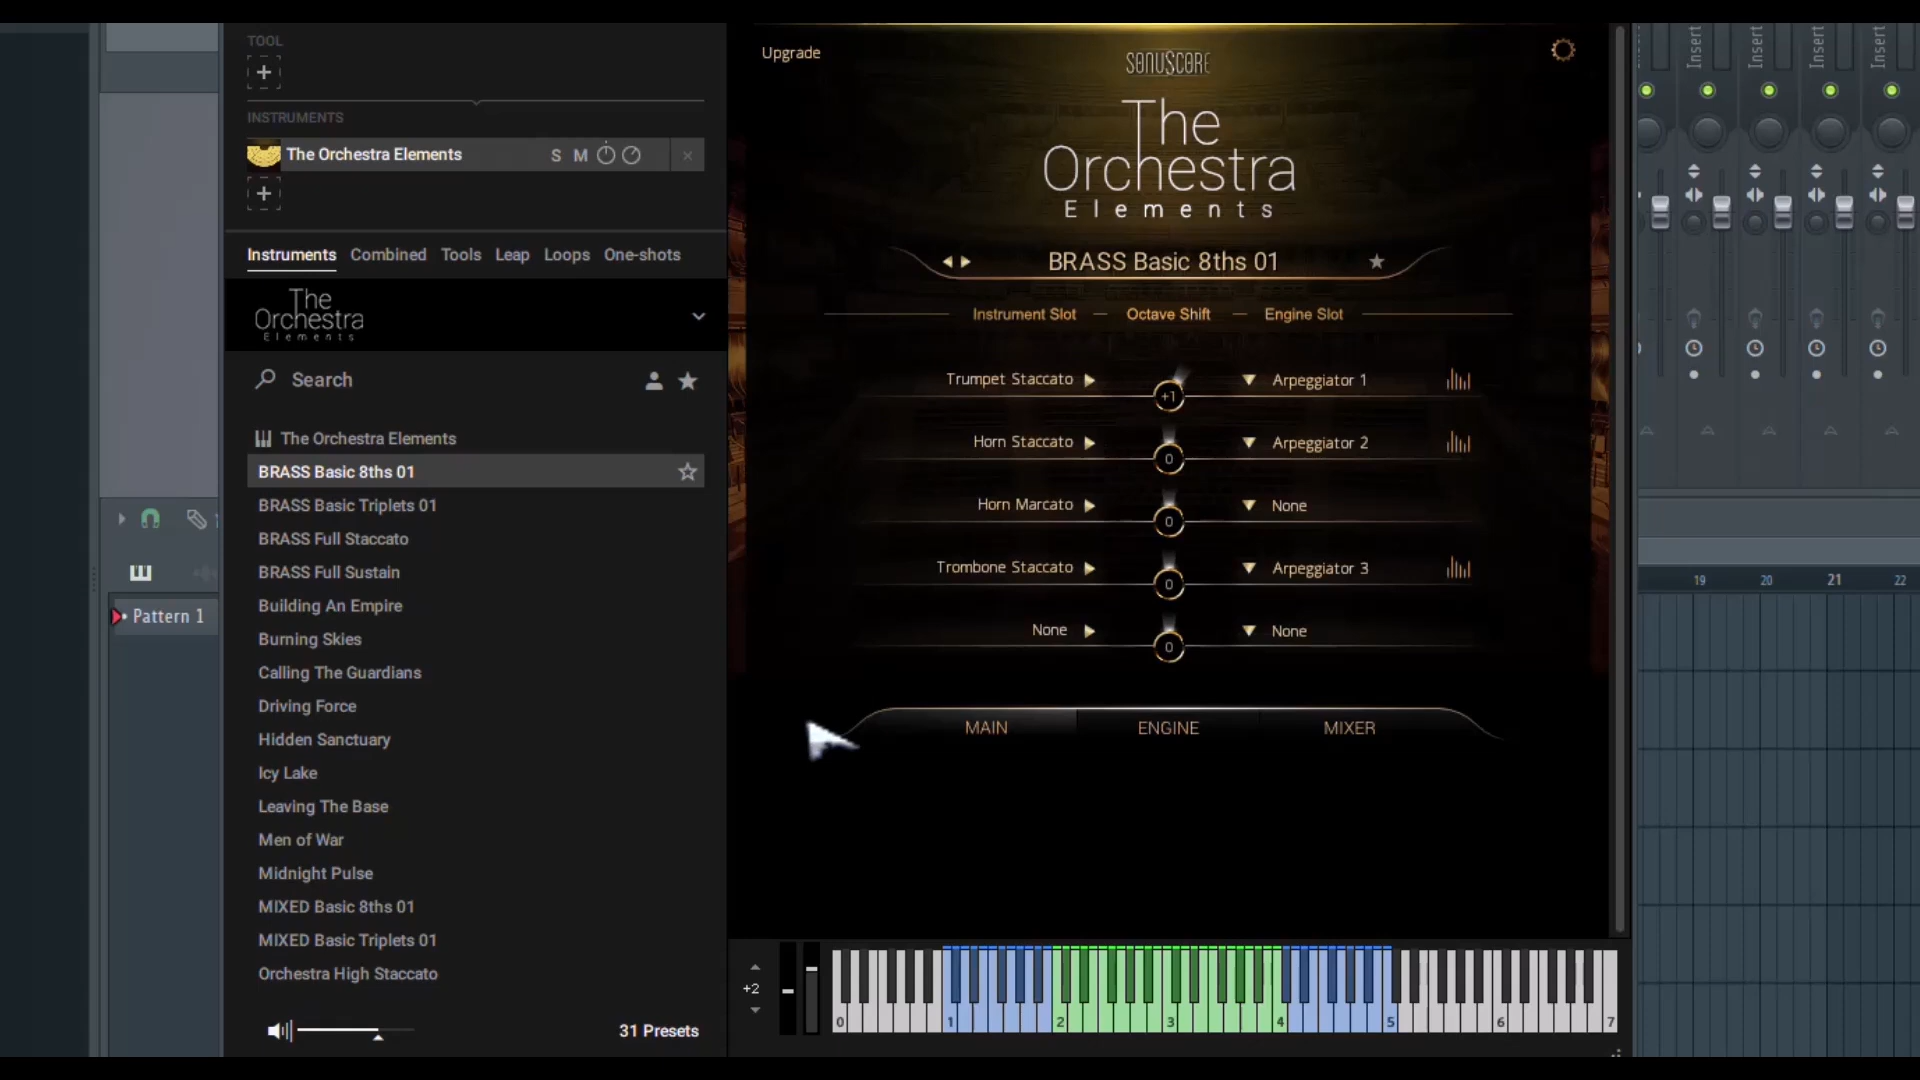 TOOL
INSTRUMENTS
The Orchestra Elements
S M
Instruments Combined Tools Leap Loops One-shots
The
Orchestra
Elements
Search
The Orchestra Elements
BRASS Basic 8ths 01
BRASS Basic Triplets 01
BRASS Full Staccato
BRASS Full Sustain
Building An Empire
Burning Skies
Calling The Guardians
Driving Force
Hidden Sanctuary
Icy Lake
Leaving The Base
Men of War
Midnight Pulse
MIXED Basic 8ths 01
MIXED Basic Triplets 01
Orchestra High Staccato
31 Presets
Pattern 1
Upgrade
SONUSCORE
The
Orchestra
Elements
BRASS Basic 8ths 01
Instrument Slot — Octave Shift — Engine Slot
Trumpet Staccato +1 Arpeggiator 1
Horn Staccato 0 Arpeggiator 2
Horn Marcato 0 None
Trombone Staccato 0 Arpeggiator 3
None 0 None
MAIN ENGINE MIXER
+2
0 1 2 3 4 5 6 7
Insert Insert Insert Insert
19 20 21 22